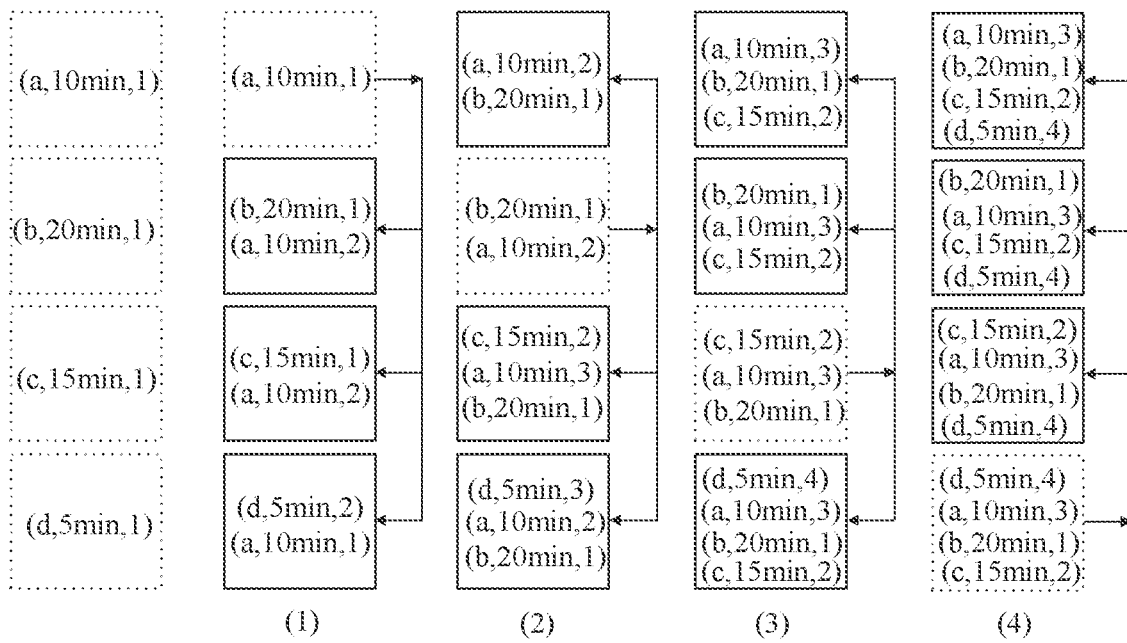 (a,10min,1)
(b,20min,1)
(c,15min,1)
(d,5min,1)
(a,10min,1)
(b,20min,1)
(a,10min,2)
(c,15min,1)
(a,10min,2)
(d,5min,2)
(a,10min,1)
(1)
(a,10min,2)
(b,20min,1)
(b,20min,1)
(a,10min,2)
(c,15min,2)
(a,10min,3)
(b,20min,1)
(d,5min,3)
(a,10min,2)
(b,20min,1)
(2)
(a,10min,3)
(b,20min,1)
(c,15min,2)
(b,20min,1)
(a,10min,3)
(c,15min,2)
(c,15min,2)
(a,10min,3)
(b,20min,1)
(d,5min,4)
(a,10min,3)
(b,20min,1)
(c,15min,2)
(3)
(a,10min,3)
(b,20min,1)
(c,15min,2)
(d,5min,4)
(b,20min,1)
(a,10min,3)
(c,15min,2)
(d,5min,4)
(c,15min,2)
(a,10min,3)
(b,20min,1)
(d,5min,4)
(d,5min,4)
(a,10min,3)
(b,20min,1)
(c,15min,2)
(4)